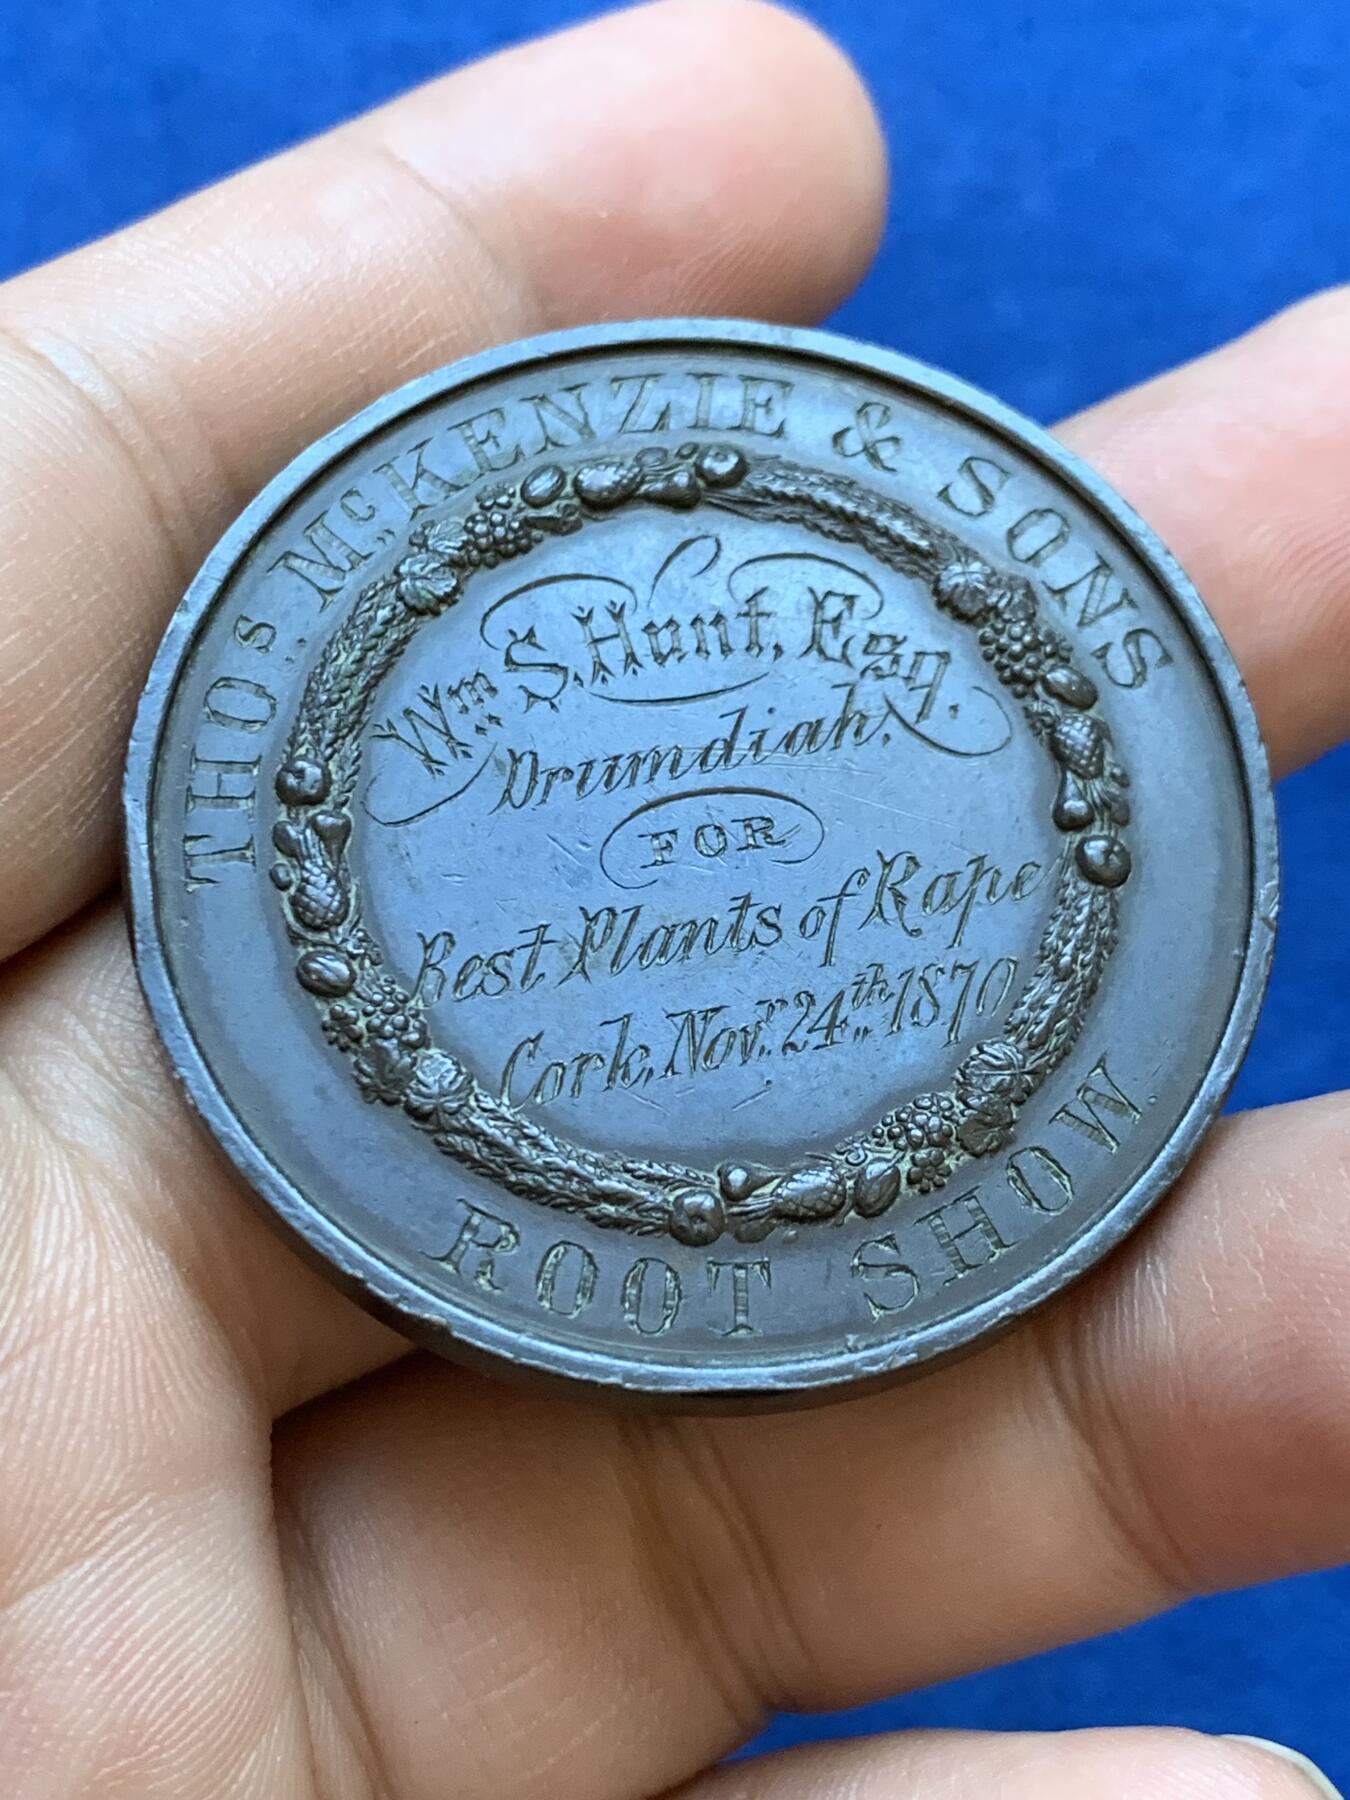 THOs. McKENZIE & SONS
Wm. S. Hunt, Esq.
Drumdiah.
FOR
Best Plants of Rape
Cork, Novr. 24th. 1870
ROOT SHOW.